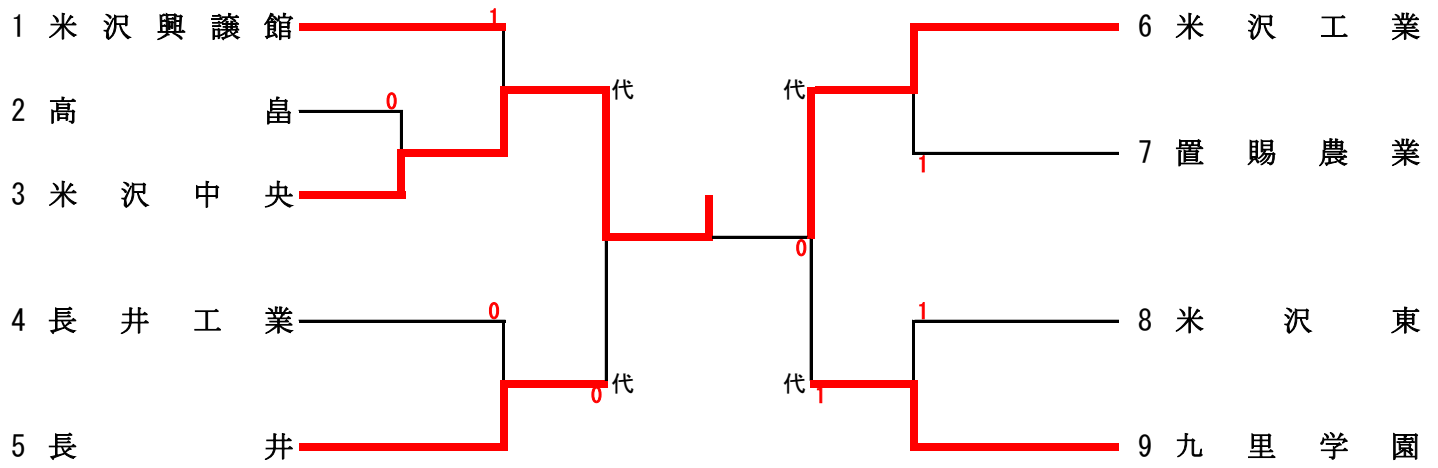 1 米沢興譲館
1
2 高畠
0
3 米沢中央
4 長井工業
0
5 長井
代
代
0
代
代
0
1
6 米沢工業
7 置賜農業
1
8 米沢東
1
9 九里学園